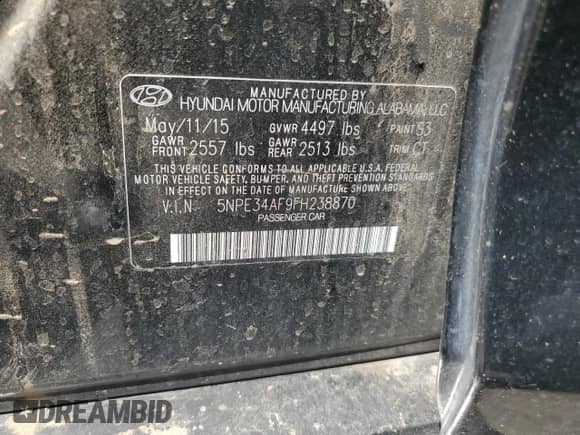 MANUFACTURED BY
HYUNDAI MOTOR MANUFACTURING ALABAMA, LLC
May/11/15 GVWR 4497 lbs PAINT S3
GAWR FRONT 2557 lbs GAWR REAR 2513 lbs TRIM CT
THIS VEHICLE CONFORMS TO ALL APPLICABLE U.S.A. FEDERAL
MOTOR VEHICLE SAFETY, BUMPER, AND THEFT PREVENTION STANDARDS
IN EFFECT ON THE DATE OF MANUFACTURE SHOWN ABOVE.
V.I.N. 5NPE34AF9FH238870
PASSENGER CAR
DREAMBID